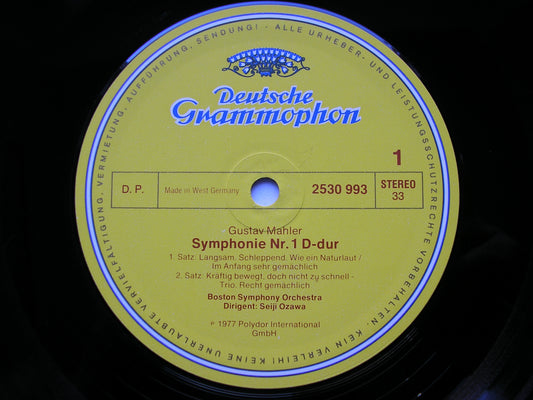 ALLE URHEBER- UND LEISTUNGSSCHUTZRECHTE VORBEHALTEN· KEIN VERLEIH! KEINE UNERLAUBTE VERVIELFÄLTIGUNG, VERMIETUNG, AUFFÜHRUNG, SENDUNG! -
Deutsche
Grammophon
1
D. P.
Made in West Germany
2530 993
STEREO
33
Gustav Mahler
Symphonie Nr. 1 D-dur
1. Satz: Langsam. Schleppend. Wie ein Naturlaut /
Im Anfang sehr gemächlich
2. Satz: Kräftig bewegt, doch nicht zu schnell -
Trio. Recht gemächlich
Boston Symphony Orchestra
Dirigent: Seiji Ozawa
℗ 1977 Polydor International
GmbH